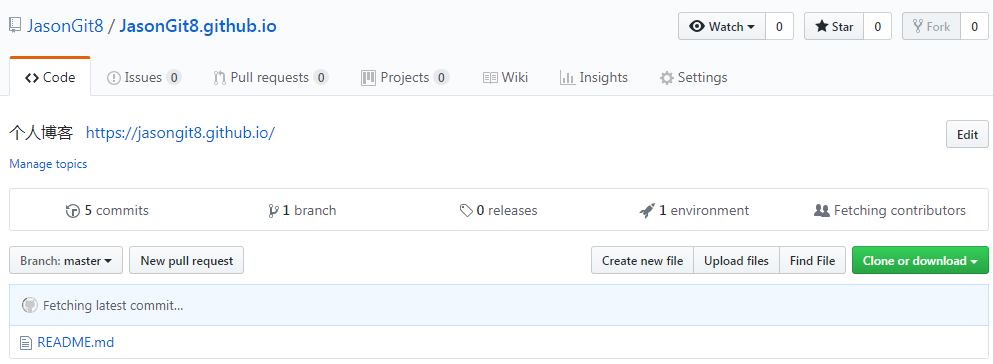 JasonGit8 / JasonGit8.github.io Watch 0 Star 0 Fork 0
Code Issues 0 Pull requests 0 Projects 0 Wiki Insights Settings
个人博客 https://jasongit8.github.io/ Edit
Manage topics
5 commits 1 branch 0 releases 1 environment Fetching contributors
Branch: master New pull request Create new file Upload files Find File Clone or download
Fetching latest commit...
README.md